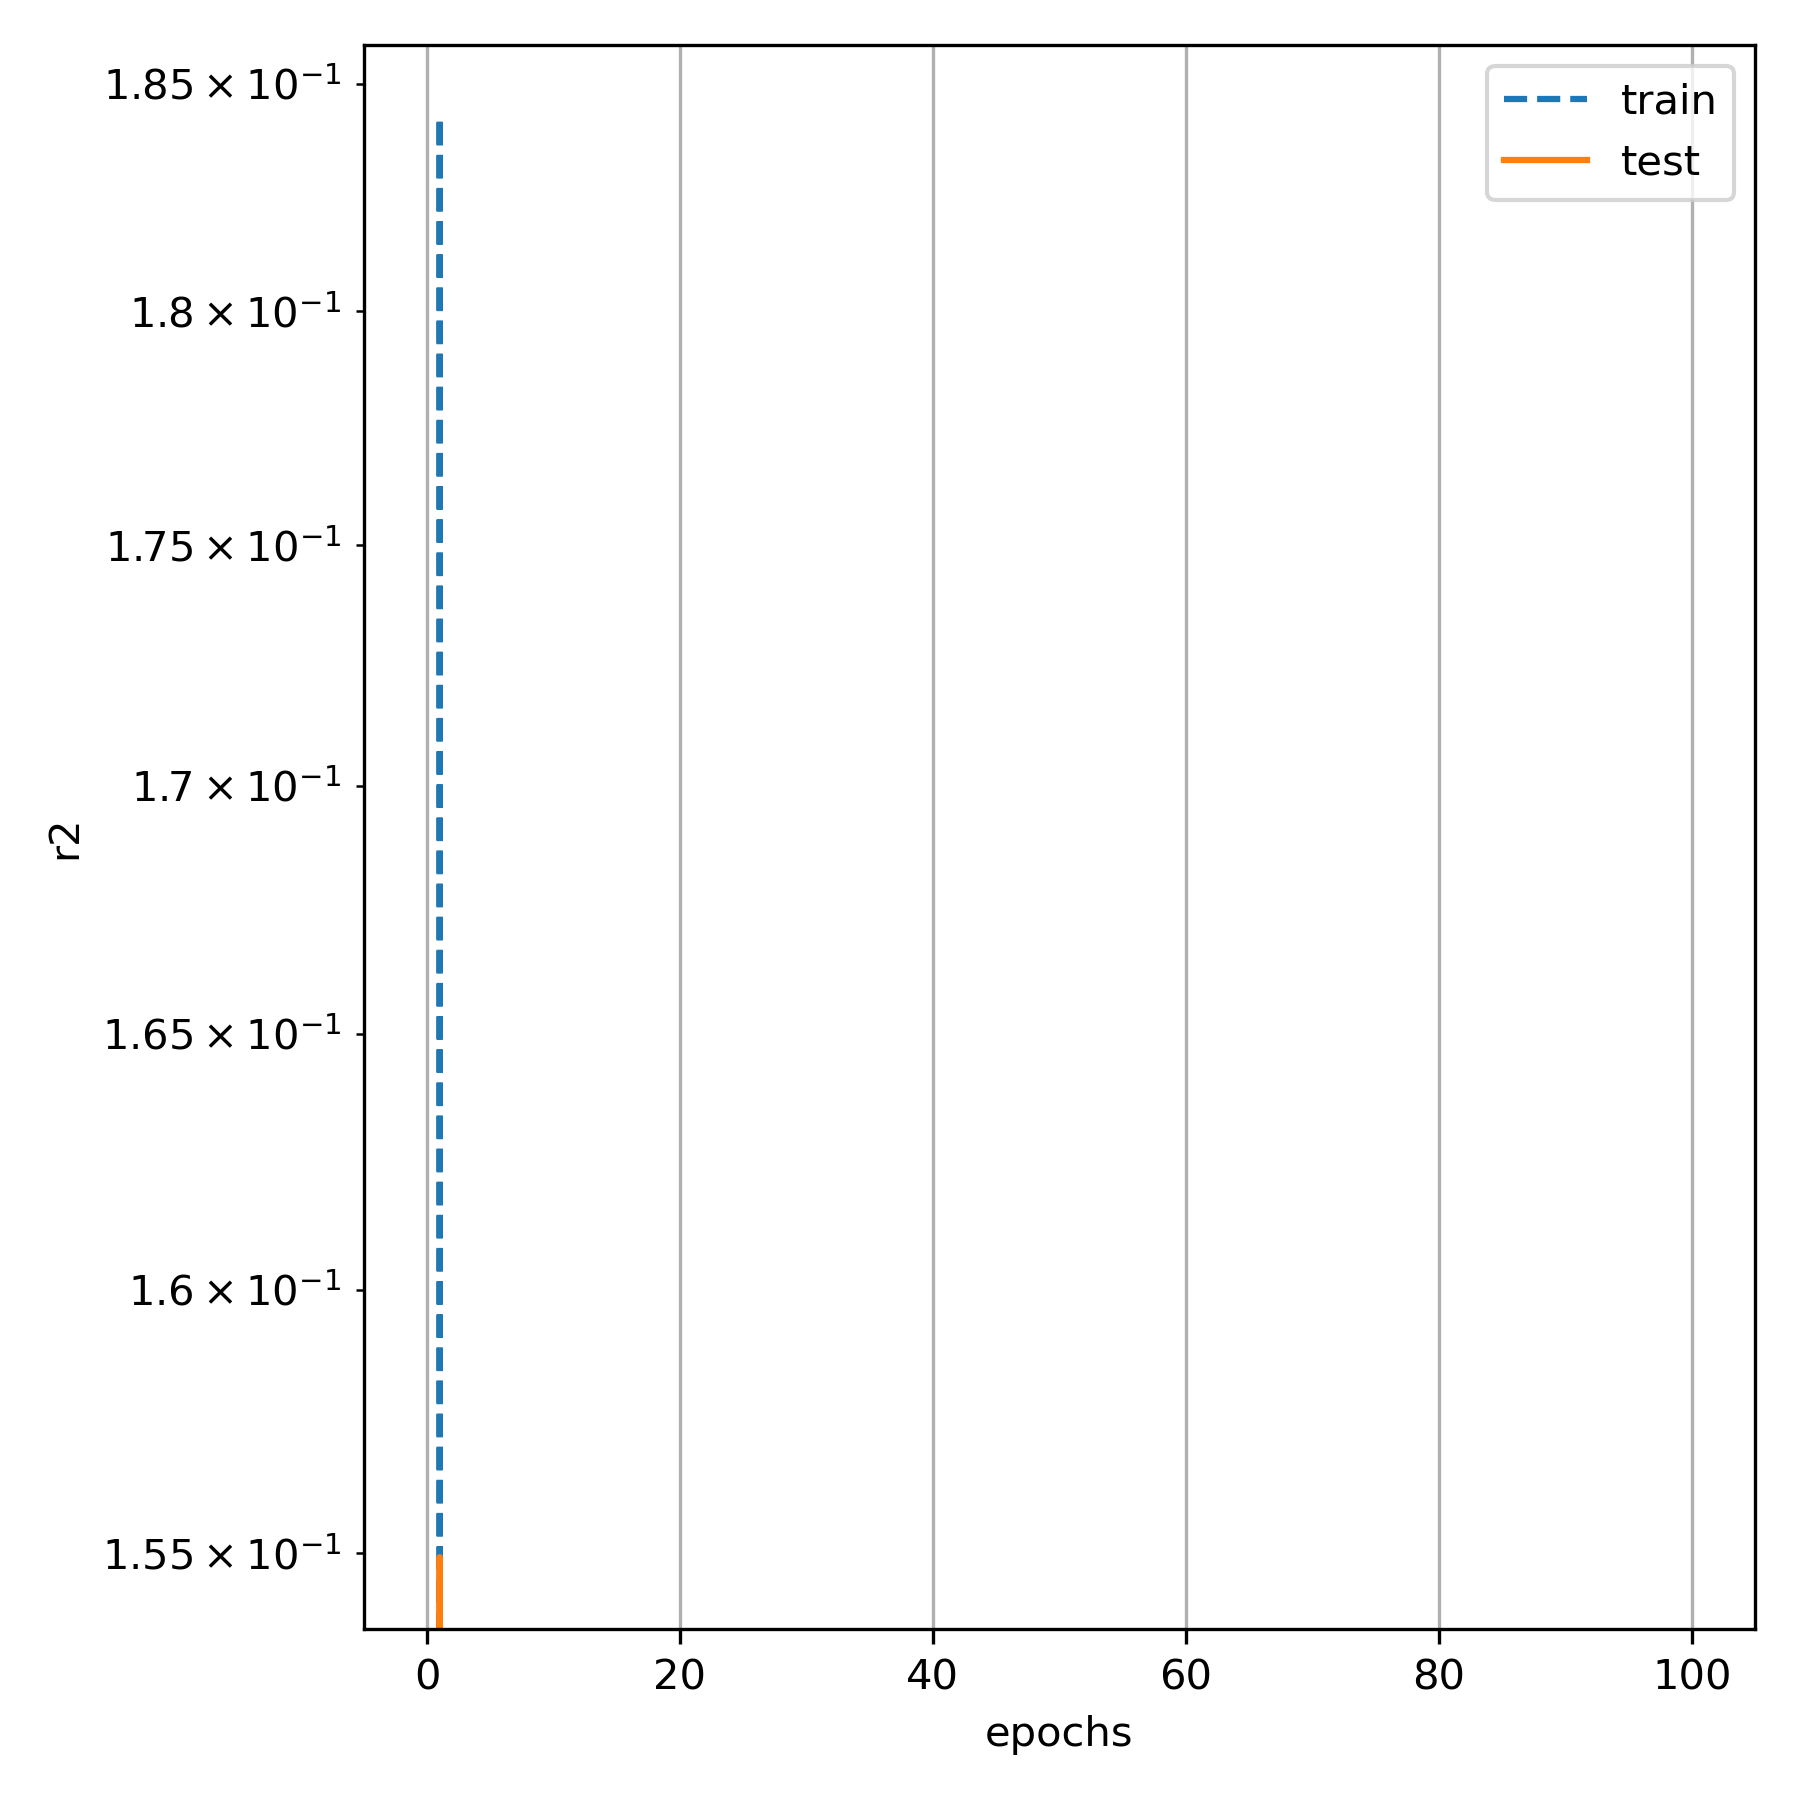 train
test
1.85 × 10⁻¹
1.8 × 10⁻¹
1.75 × 10⁻¹
1.7 × 10⁻¹
1.65 × 10⁻¹
1.6 × 10⁻¹
1.55 × 10⁻¹
r2
0 20 40 60 80 100
epochs